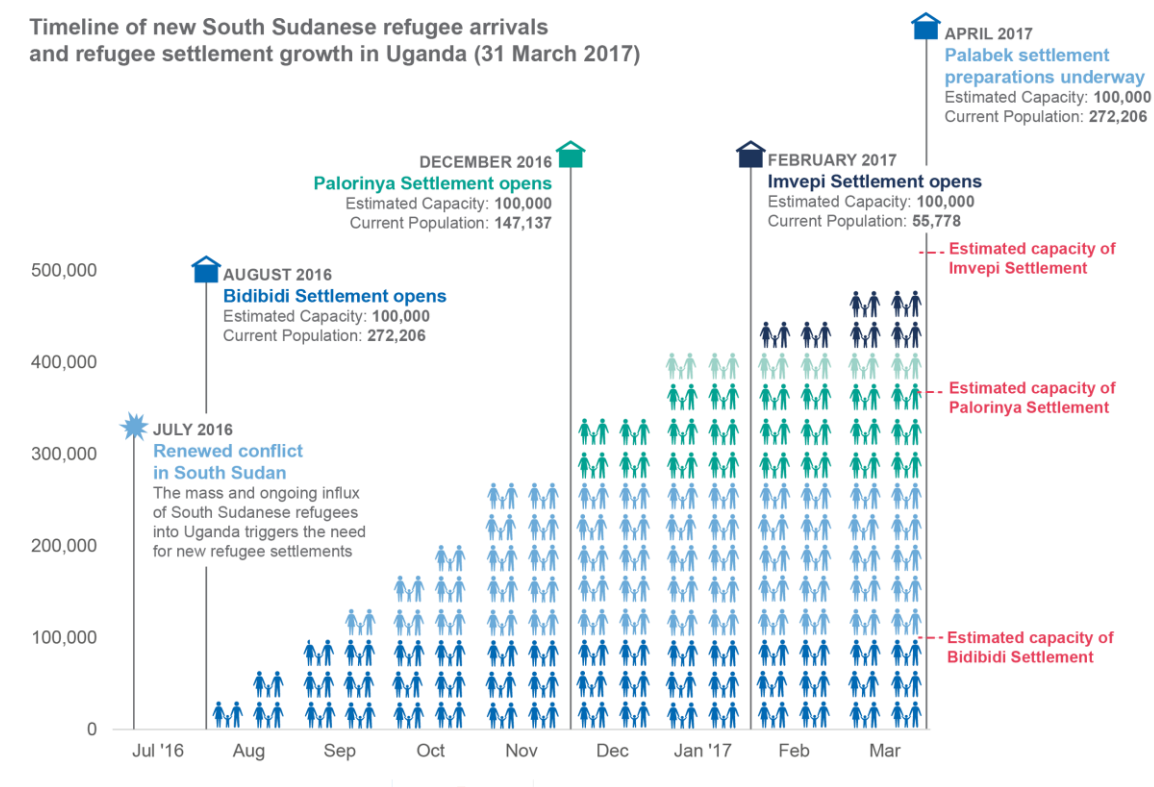 Timeline of new South Sudanese refugee arrivals
and refugee settlement growth in Uganda (31 March 2017)
APRIL 2017
Palabek settlement
preparations underway
Estimated Capacity: 100,000
Current Population: 272,206
DECEMBER 2016
Palorinya Settlement opens
Estimated Capacity: 100,000
Current Population: 147,137
FEBRUARY 2017
Imvepi Settlement opens
Estimated Capacity: 100,000
Current Population: 55,778
AUGUST 2016
Bidibidi Settlement opens
Estimated Capacity: 100,000
Current Population: 272,206
JULY 2016
Renewed conflict
in South Sudan
The mass and ongoing influx
of South Sudanese refugees
into Uganda triggers the need
for new refugee settlements
Estimated capacity of
Imvepi Settlement
Estimated capacity of
Palorinya Settlement
Estimated capacity of
Bidibidi Settlement
500,000
400,000
300,000
200,000
100,000
0
Jul '16 Aug Sep Oct Nov Dec Jan '17 Feb Mar